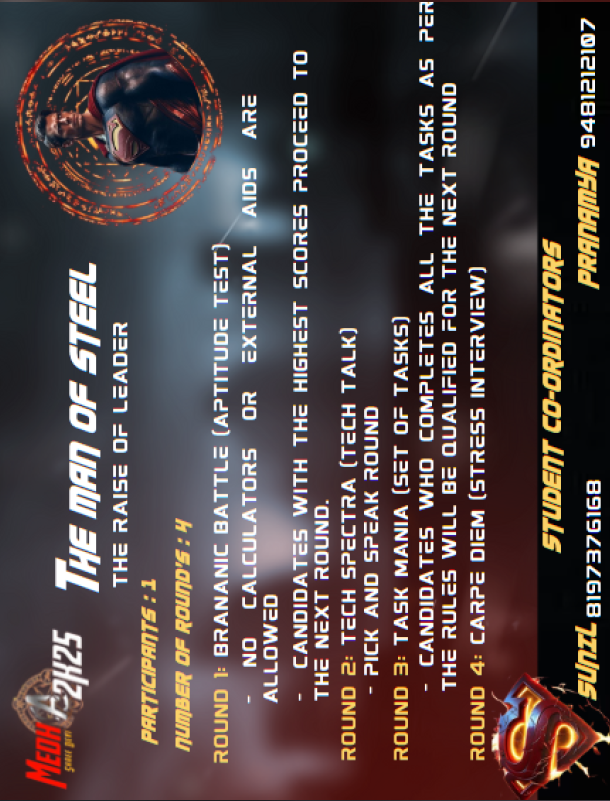 MEDHA
2K25
THE MAN OF STEEL
THE RAISE OF LEADER
PARTICIPANTS : 1
NUMBER OF ROUND'S : 4
ROUND 1: BRANANIC BATTLE (APTITUDE TEST)
- NO CALCULATORS OR EXTERNAL AIDS ARE
ALLOWED
- CANDIDATES WITH THE HIGHEST SCORES PROCEED TO
THE NEXT ROUND.
ROUND 2: TECH SPECTRA (TECH TALK)
- PICK AND SPEAK ROUND
ROUND 3: TASK MANIA (SET OF TASKS)
- CANDIDATES WHO COMPLETES ALL THE TASKS AS PER
THE RULES WILL BE QUALIFIED FOR THE NEXT ROUND
ROUND 4: CARPE DIEM (STRESS INTERVIEW)
STUDENT CO-ORDINATORS
SUNIL 8197376168
PRANAMYA 9481212107